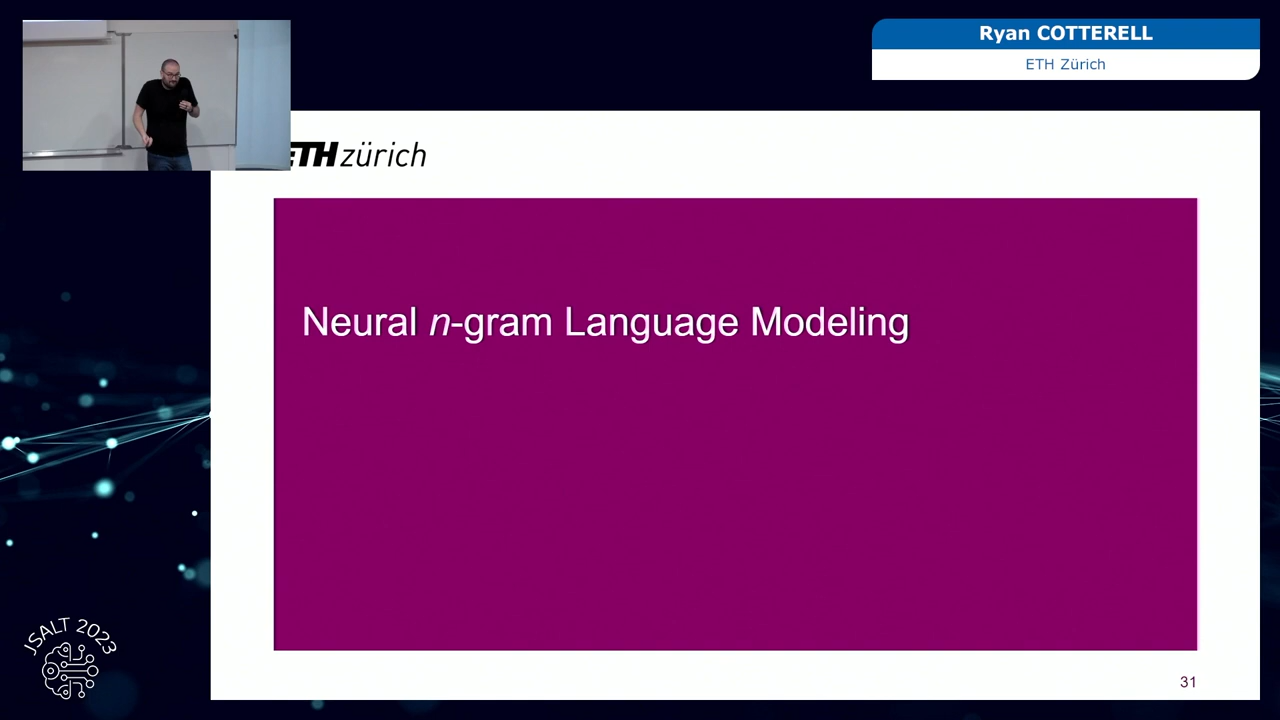 Ryan COTTERELL
ETH Zürich
ETH zürich
Neural n-gram Language Modeling
31
JSALT 2023